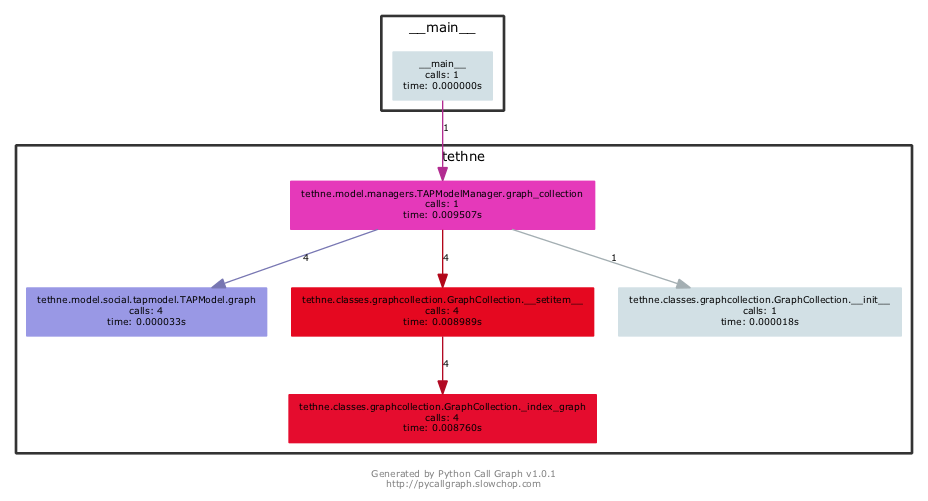 __main__
__main__
calls: 1
time: 0.000000s
1
tethne
tethne.model.managers.TAPModelManager.graph_collection
calls: 1
time: 0.009507s
4
4
1
tethne.model.social.tapmodel.TAPModel.graph
calls: 4
time: 0.000033s
tethne.classes.graphcollection.GraphCollection.__setitem__
calls: 4
time: 0.008989s
tethne.classes.graphcollection.GraphCollection.__init__
calls: 1
time: 0.000018s
4
tethne.classes.graphcollection.GraphCollection._index_graph
calls: 4
time: 0.008760s
Generated by Python Call Graph v1.0.1
http://pycallgraph.slowchop.com